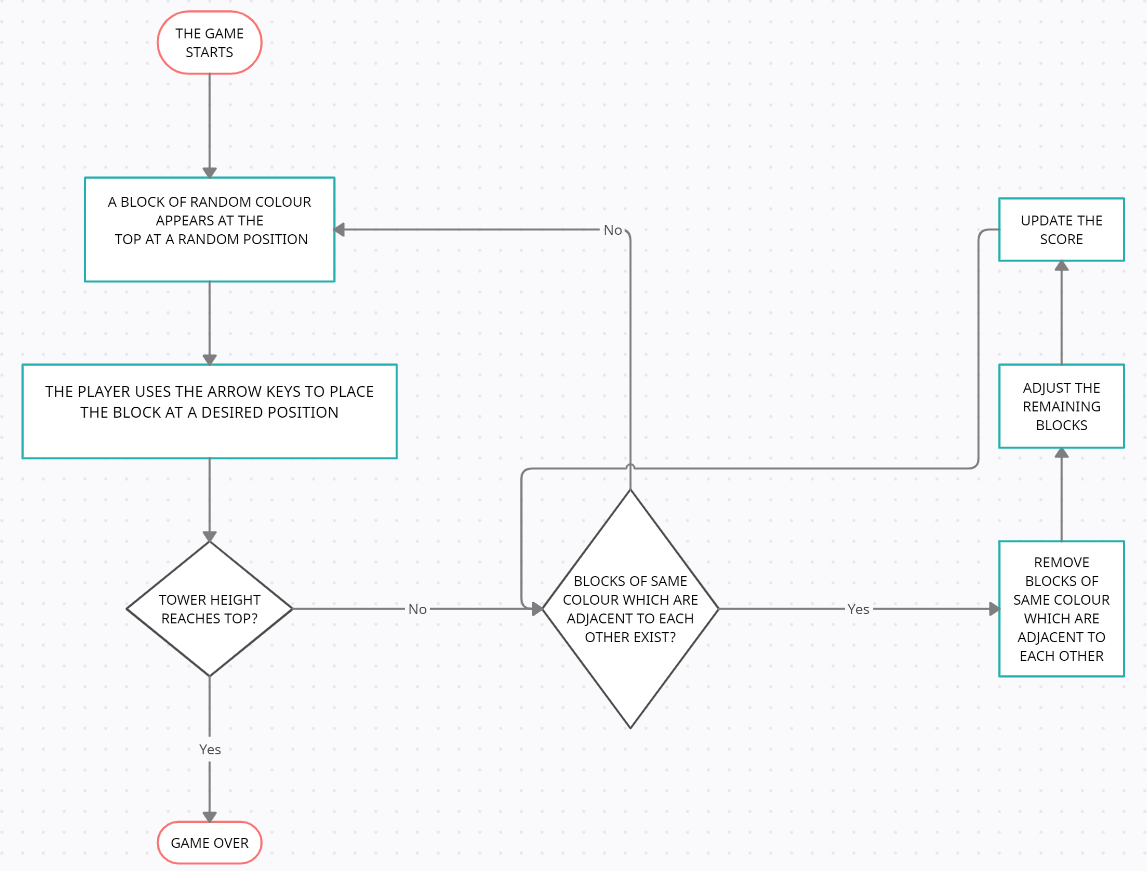 THE GAME
STARTS
A BLOCK OF RANDOM COLOUR
APPEARS AT THE
TOP AT A RANDOM POSITION
No
UPDATE THE
SCORE
THE PLAYER USES THE ARROW KEYS TO PLACE
THE BLOCK AT A DESIRED POSITION
ADJUST THE
REMAINING
BLOCKS
TOWER HEIGHT
REACHES TOP?
No
BLOCKS OF SAME
COLOUR WHICH ARE
ADJACENT TO EACH
OTHER EXIST?
Yes
REMOVE
BLOCKS OF
SAME COLOUR
WHICH ARE
ADJACENT TO
EACH OTHER
Yes
GAME OVER